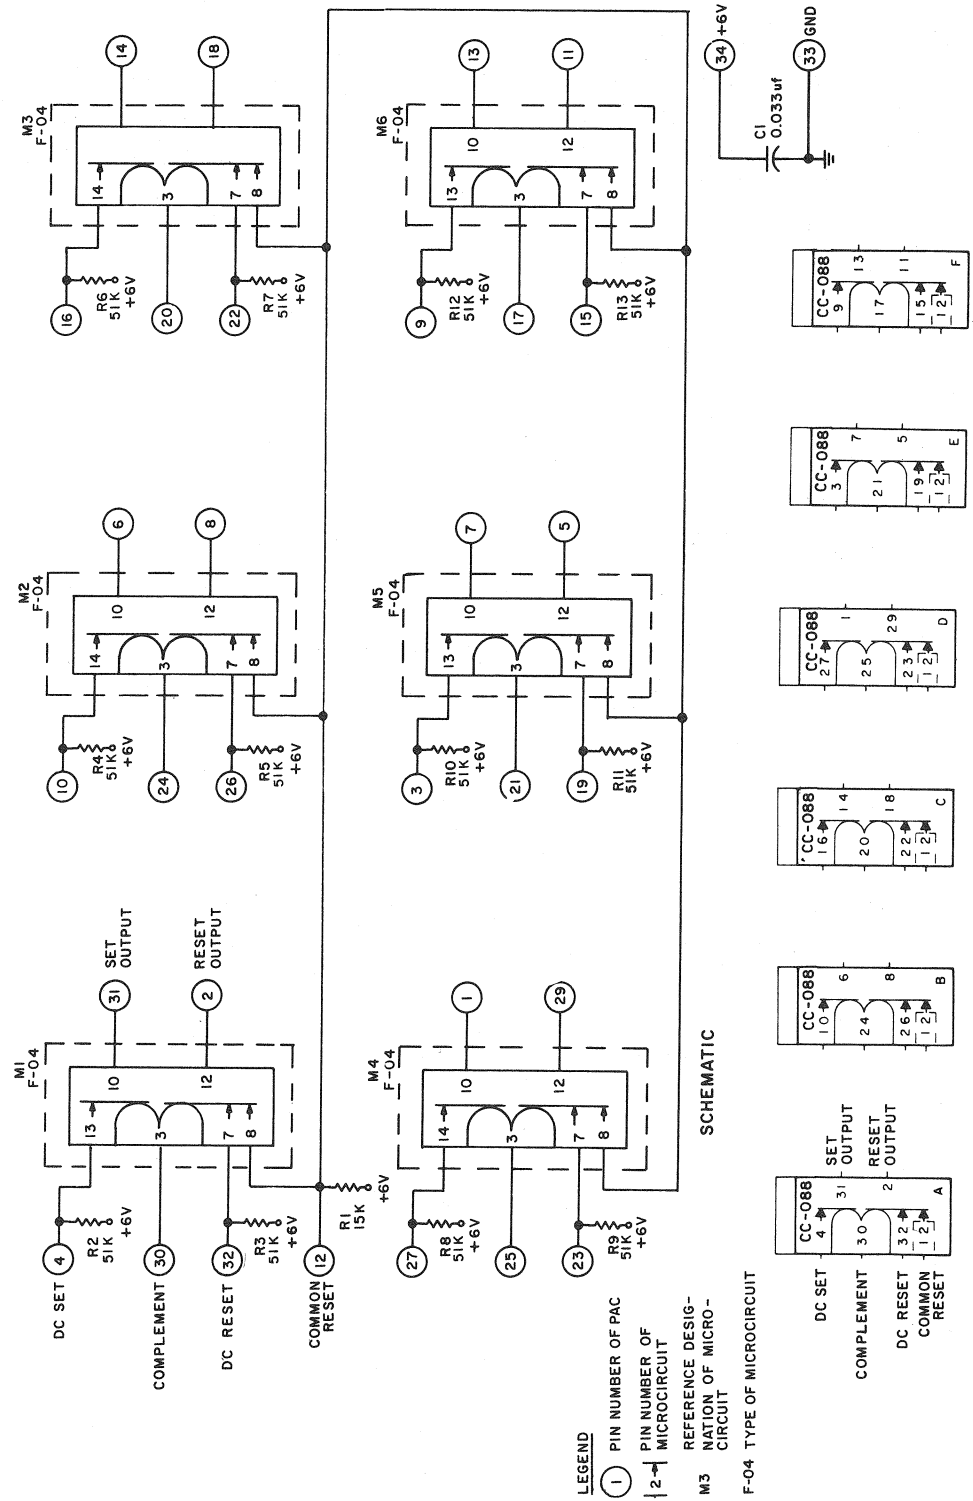 DC SET
4
R2
51K
+6V
COMPLEMENT
30
DC RESET
32
R3
51K
+6V
COMMON
RESET
12
R1
15K
+6V
M1
F-04
13
3
7
8
10
12
31
SET
OUTPUT
2
RESET
OUTPUT
10
R4
51K
+6V
24
26
R5
51K
+6V
M2
F-04
14
3
7
8
10
12
6
8
16
R6
51K
+6V
20
22
R7
51K
+6V
M3
F-04
14
3
7
8
14
18
27
R8
51K
+6V
25
23
R9
51K
+6V
M4
F-04
14
3
7
8
10
12
1
29
3
R10
51K
+6V
21
19
R11
51K
+6V
M5
F-04
13
3
7
8
10
12
7
5
9
R12
51K
+6V
17
15
R13
51K
+6V
M6
F-04
13
3
7
8
10
12
13
11
34 +6V
C1
0.033uf
33 GND
SCHEMATIC
LEGEND
1 PIN NUMBER OF PAC
2 PIN NUMBER OF
MICROCIRCUIT
M3 REFERENCE DESIG-
NATION OF MICRO-
CIRCUIT
F-04 TYPE OF MICROCIRCUIT
DC SET
COMPLEMENT
DC RESET
COMMON
RESET
CC-088
4
30
32
12
31
2
SET
OUTPUT
RESET
OUTPUT
A
CC-088
10
24
26
12
6
8
B
CC-088
16
20
22
12
14
18
C
CC-088
27
25
23
12
1
29
D
CC-088
3
21
19
12
7
5
E
CC-088
9
17
15
12
13
11
F